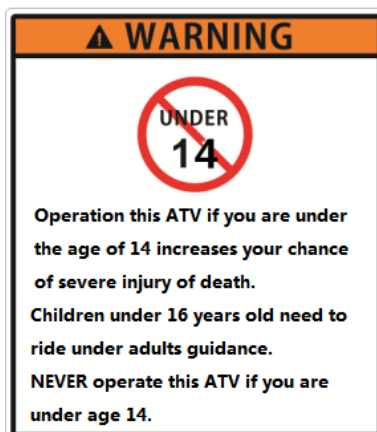 WARNING
UNDER
14
Operation this ATV if you are under
the age of 14 increases your chance
of severe injury of death.
Children under 16 years old need to
ride under adults guidance.
NEVER operate this ATV if you are
under age 14.